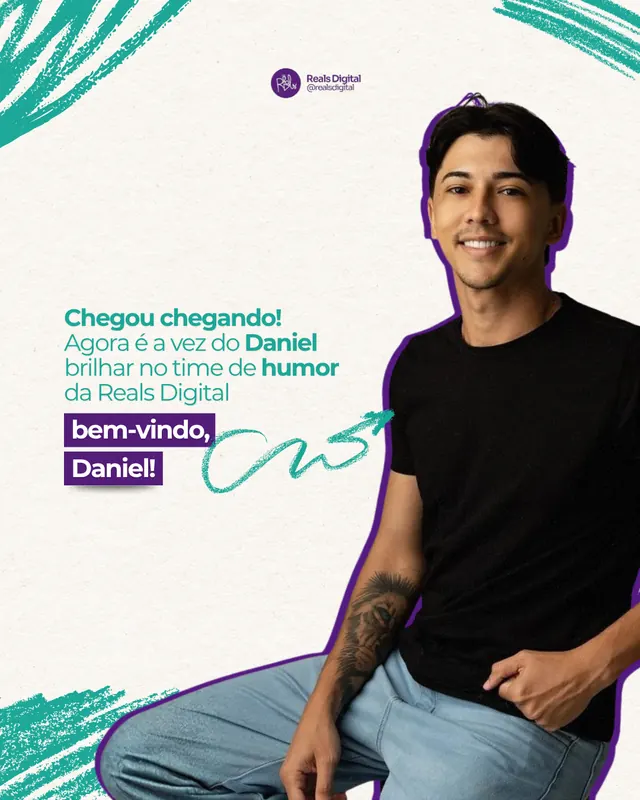 Reals Digital
@realsdigital
Chegou chegando!
Agora é a vez do Daniel
brilhar no time de humor
da Reals Digital
bem-vindo,
Daniel!